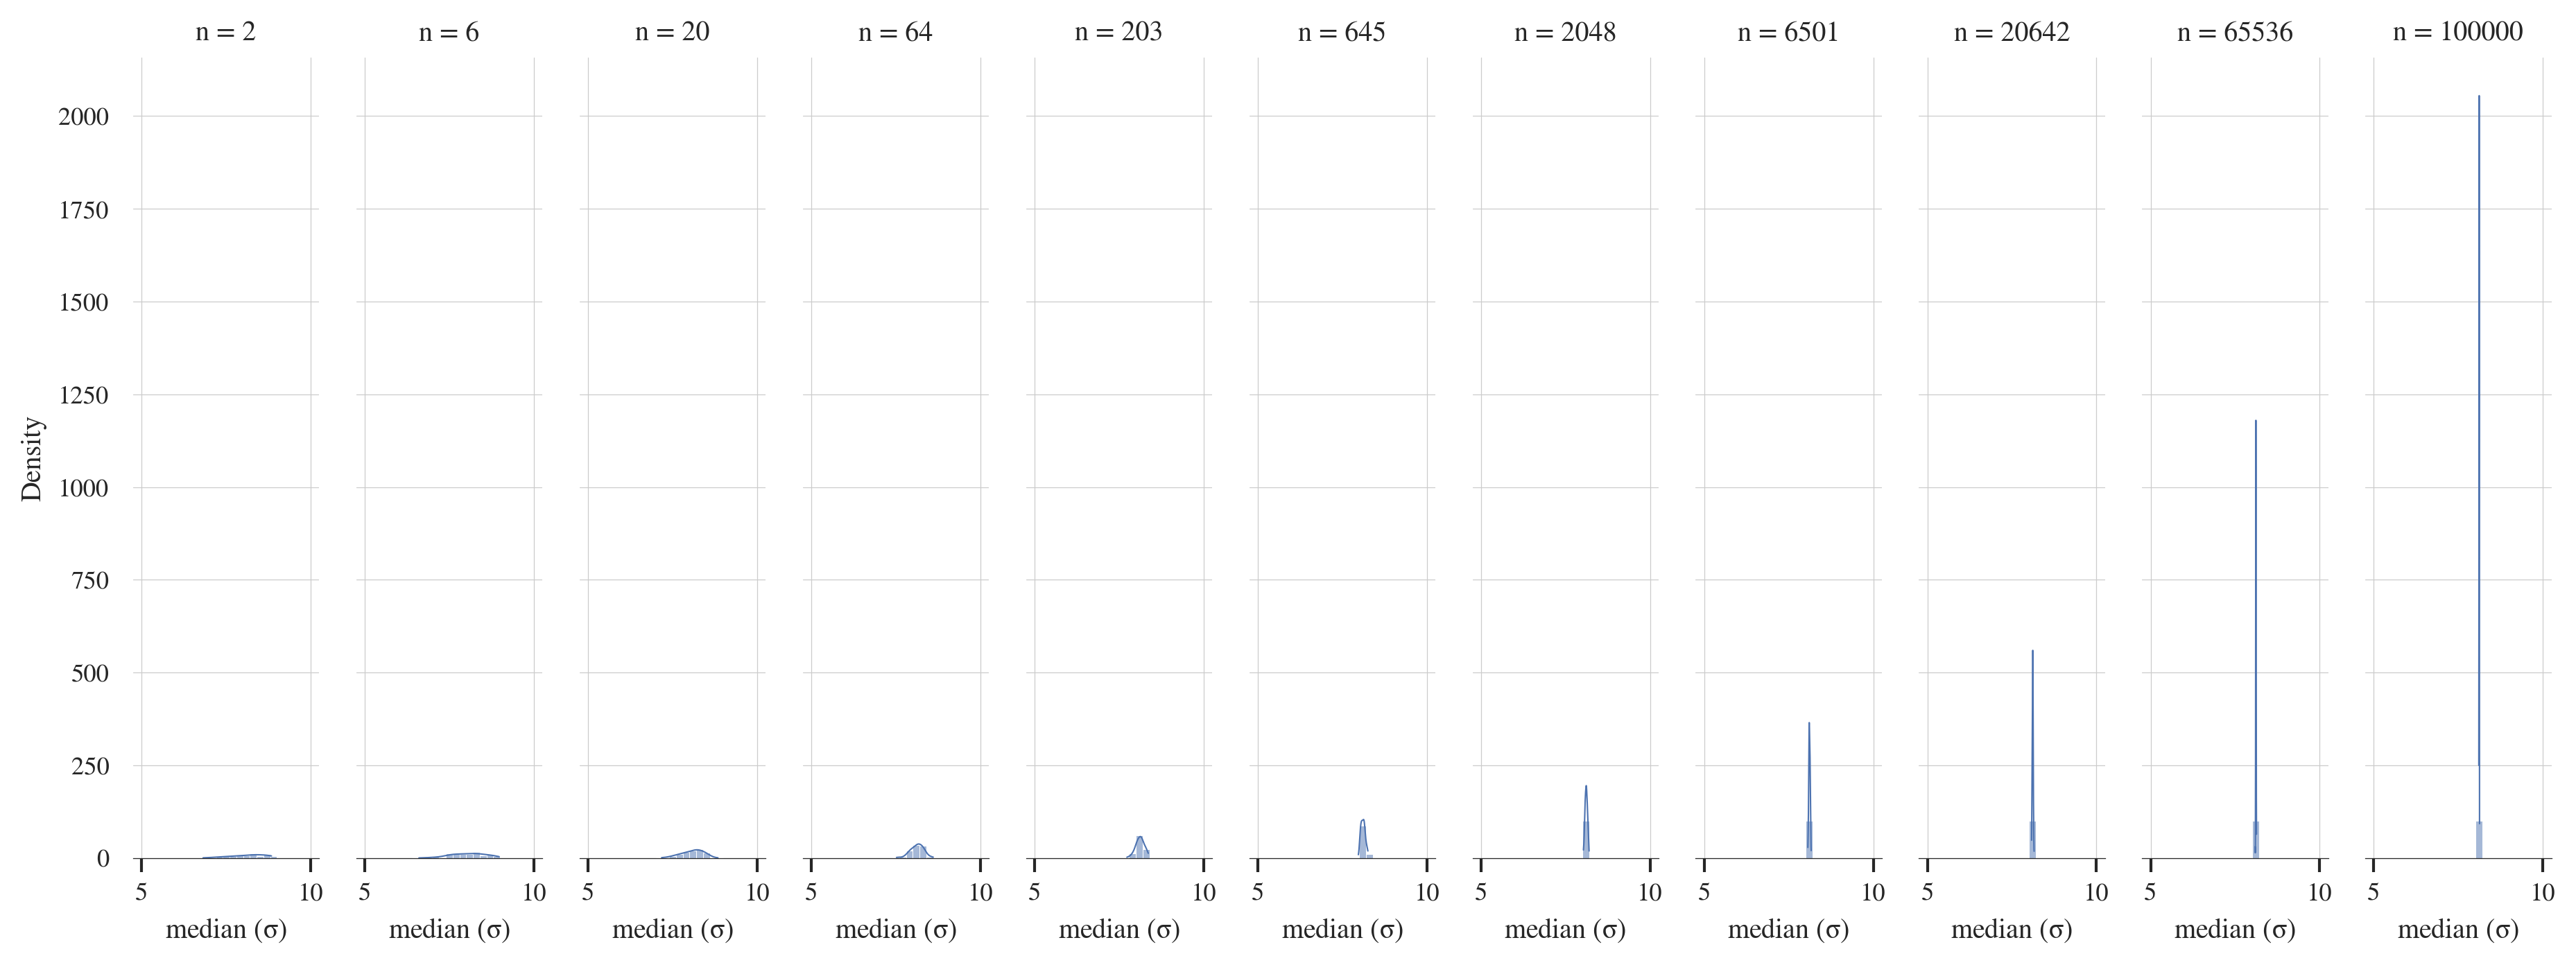 n = 2 n = 6 n = 20 n = 64 n = 203 n = 645 n = 2048 n = 6501 n = 20642 n = 65536 n = 100000
2000
1750
1500
1250
1000
750
500
250
0
Density
5 10 5 10 5 10 5 10 5 10 5 10 5 10 5 10 5 10 5 10 5 10
median (σ) median (σ) median (σ) median (σ) median (σ) median (σ) median (σ) median (σ) median (σ) median (σ) median (σ)